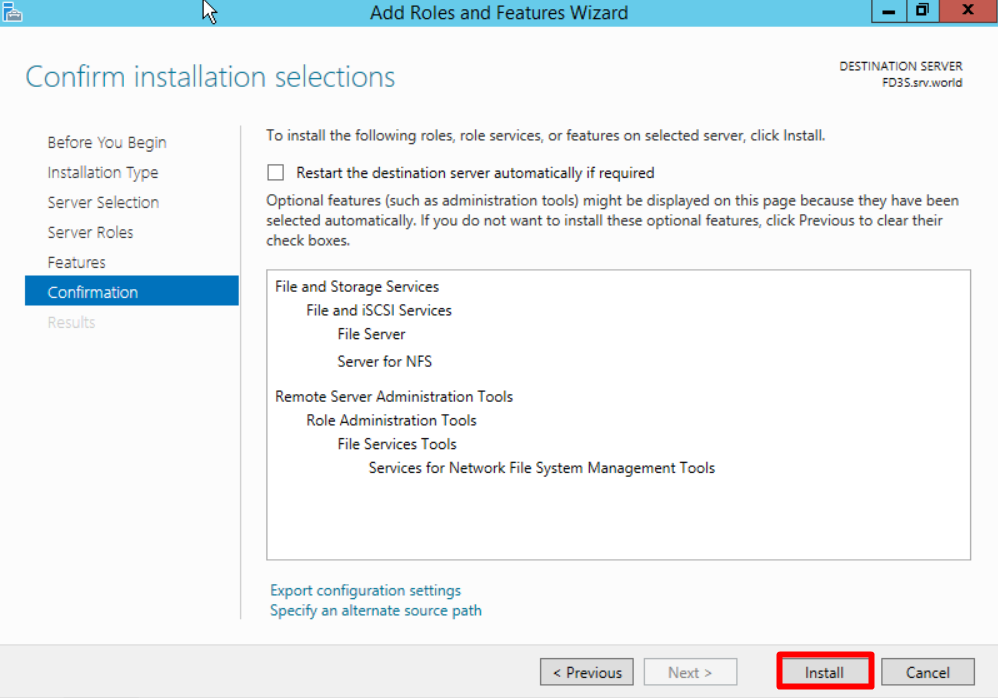 Add Roles and Features Wizard
Confirm installation selections
DESTINATION SERVER
FD3S.srv.world
Before You Begin
Installation Type
Server Selection
Server Roles
Features
Confirmation
Results
To install the following roles, role services, or features on selected server, click Install.
Restart the destination server automatically if required
Optional features (such as administration tools) might be displayed on this page because they have been
selected automatically. If you do not want to install these optional features, click Previous to clear their
check boxes.
File and Storage Services
File and iSCSI Services
File Server
Server for NFS
Remote Server Administration Tools
Role Administration Tools
File Services Tools
Services for Network File System Management Tools
Export configuration settings
Specify an alternate source path
< Previous
Next >
Install
Cancel